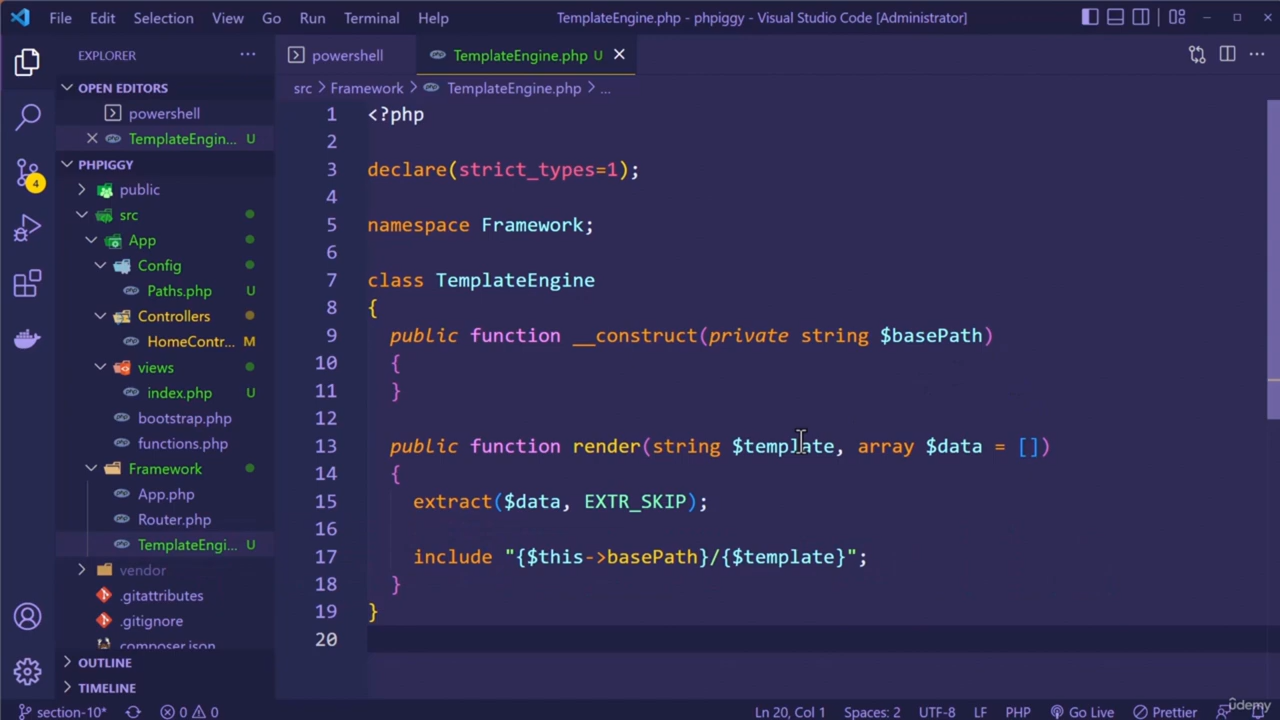 File Edit Selection View Go Run Terminal Help TemplateEngine.php - phpiggy - Visual Studio Code [Administrator]
EXPLORER
OPEN EDITORS
powershell
TemplateEngin... U
PHPIGGY
public
src
App
Config
Paths.php U
Controllers
HomeContr... M
views
index.php U
bootstrap.php
functions.php
Framework
App.php
Router.php
TemplateEngi... U
vendor
.gitattributes
.gitignore
composer.json
OUTLINE
TIMELINE
4
powershell TemplateEngine.php U
src > Framework > TemplateEngine.php > ...
1 <?php
2
3 declare(strict_types=1);
4
5 namespace Framework;
6
7 class TemplateEngine
8 {
9 public function __construct(private string $basePath)
10 {
11 }
12
13 public function render(string $template, array $data = [])
14 {
15 extract($data, EXTR_SKIP);
16
17 include "{$this->basePath}/{$template}";
18 }
19 }
20
section-10* 0 0 Ln 20, Col 1 Spaces: 2 UTF-8 LF PHP Go Live Prettier
ûdemy